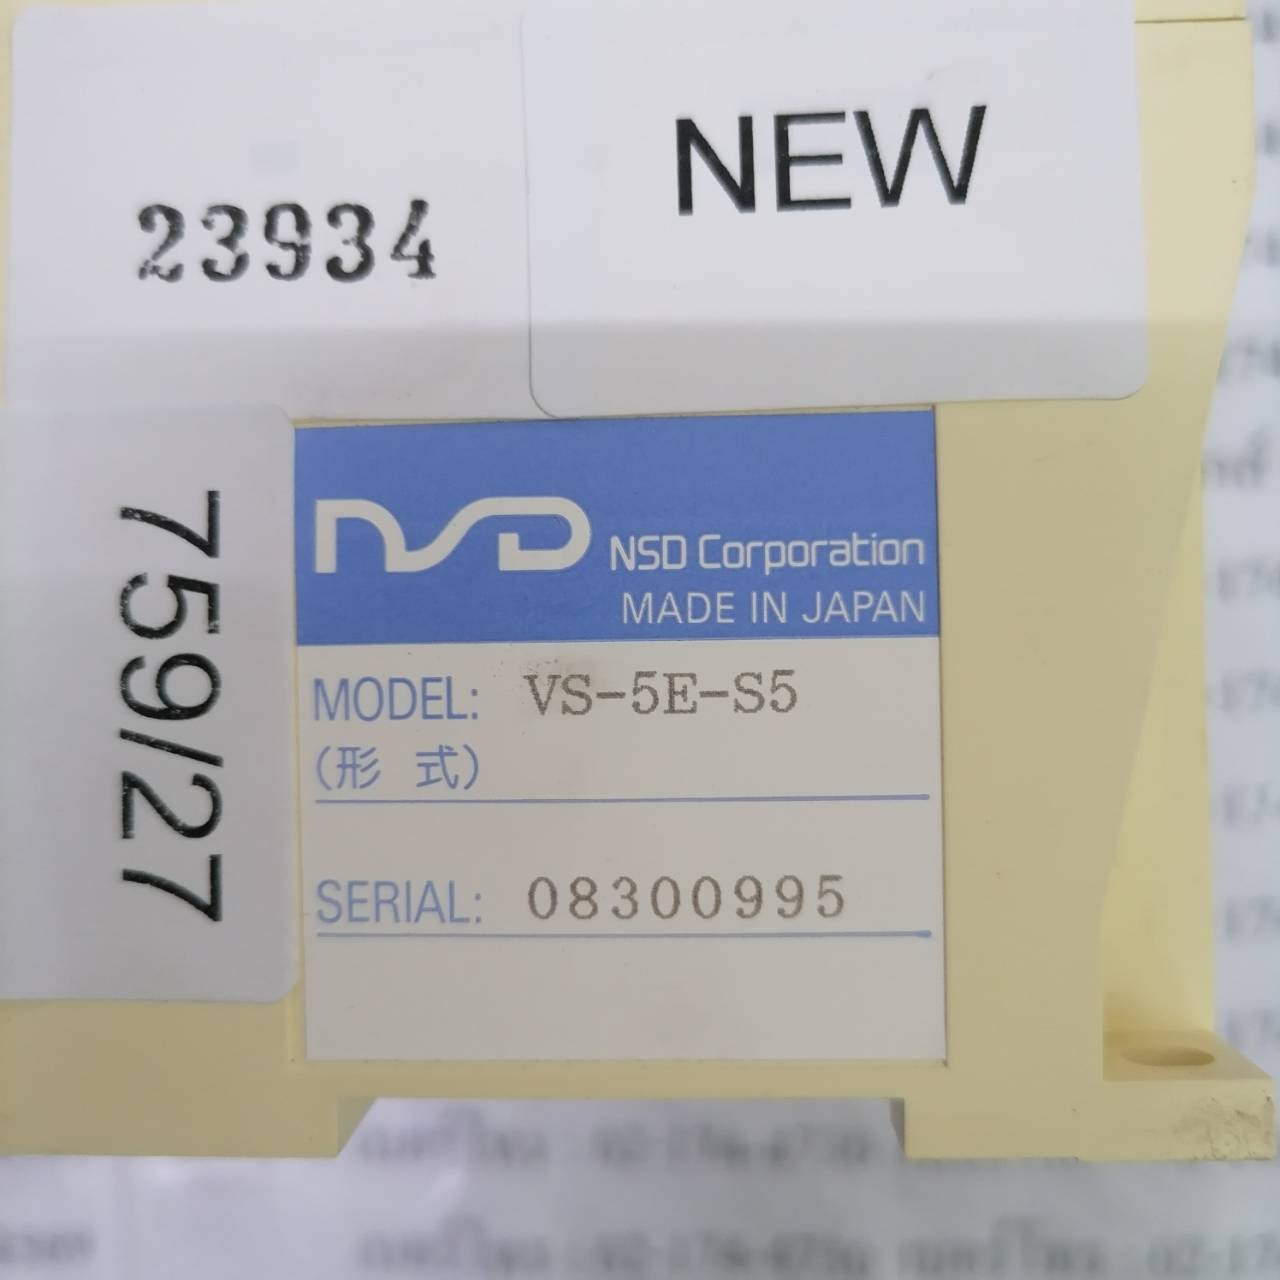 NEW
23934
759/27
NSD NSD Corporation
MADE IN JAPAN
MODEL: VS-5E-S5
(形 式)
SERIAL: 08300995